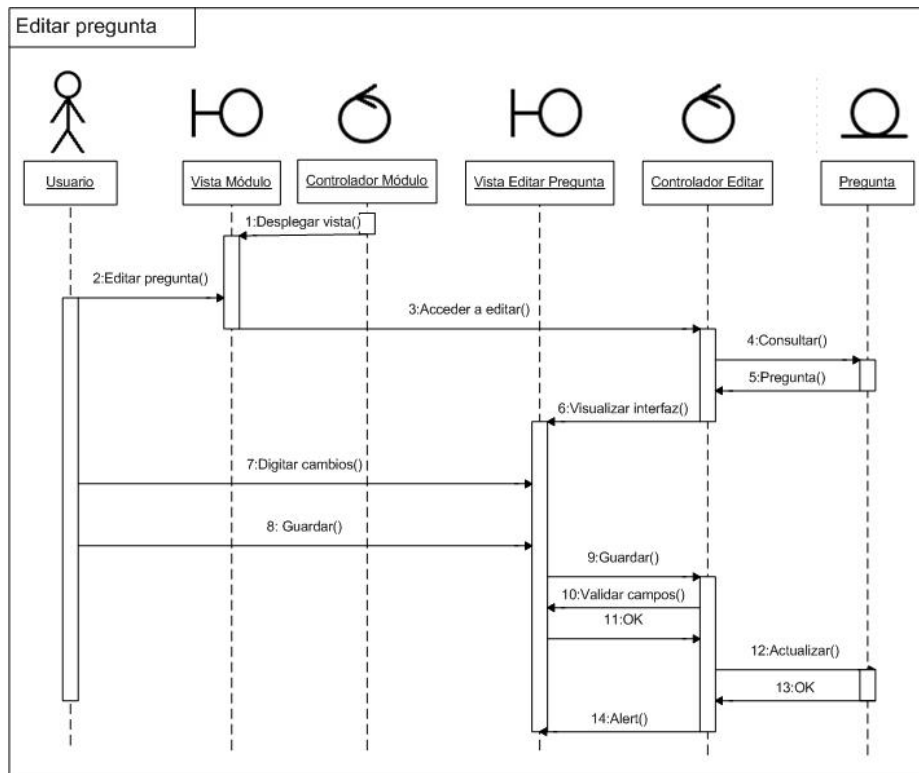 Editar pregunta
Usuario
Vista Módulo
Controlador Módulo
Vista Editar Pregunta
Controlador Editar
Pregunta
1:Desplegar vista()
2:Editar pregunta()
3:Acceder a editar()
4:Consultar()
5:Pregunta()
6:Visualizar interfaz()
7:Digitar cambios()
8: Guardar()
9:Guardar()
10:Validar campos()
11:OK
12:Actualizar()
13:OK
14:Alert()